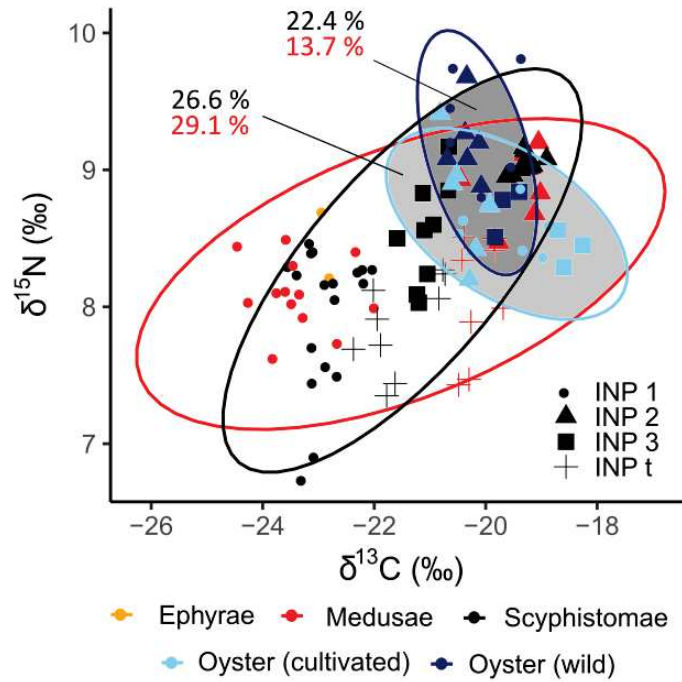 22.4 %
13.7 %
26.6 %
29.1 %
10
9
8
7
δ15N (‰)
INP 1
INP 2
INP 3
INP t
−26 −24 −22 −20 −18
δ13C (‰)
Ephyrae Medusae Scyphistomae
Oyster (cultivated) Oyster (wild)